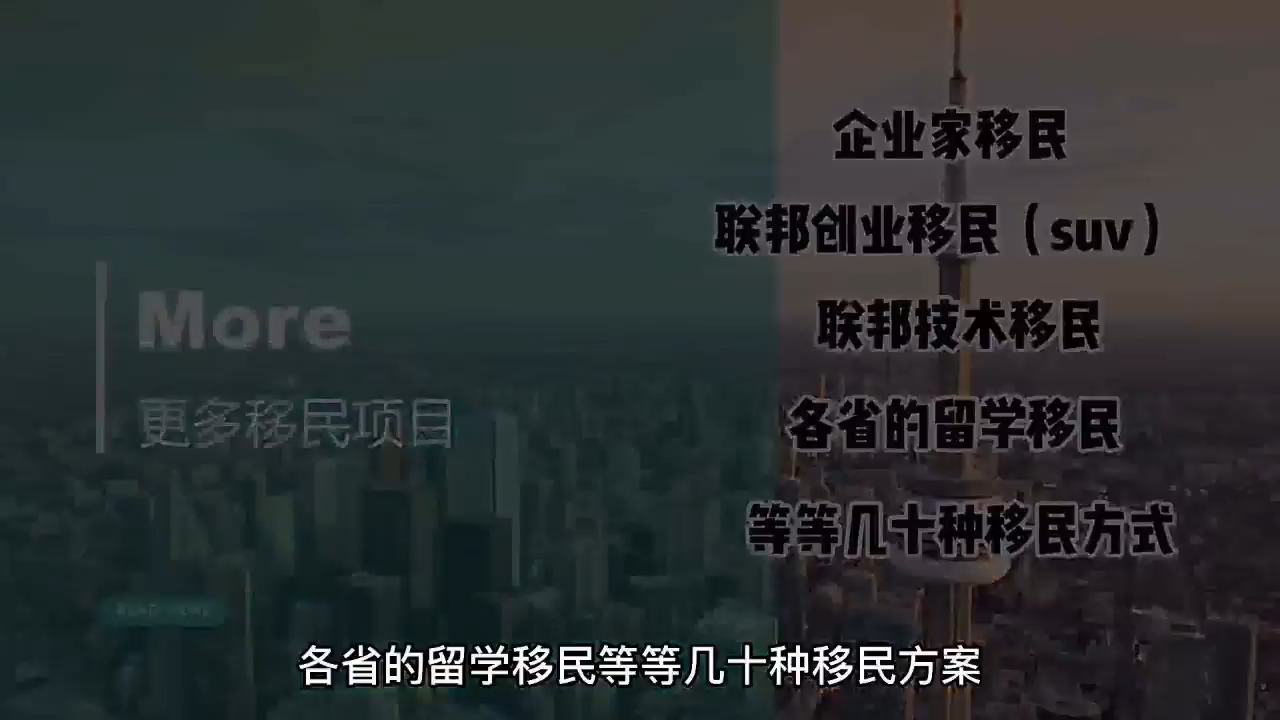 More
更多移民项目
企业家移民
联邦创业移民（suv）
联邦技术移民
各省的留学移民
等等几十种移民方式
各省的留学移民等等几十种移民方案